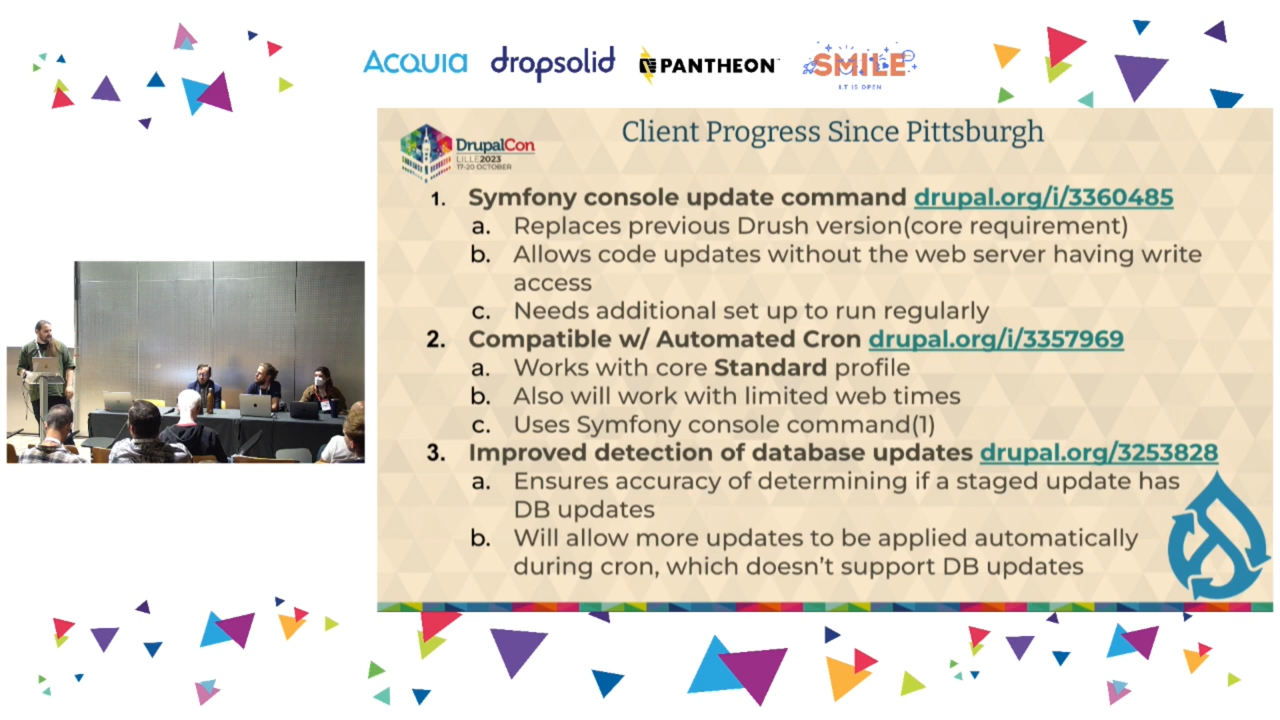 Acquia dropsolid PANTHEON SMILE
I.T IS OPEN
Client Progress Since Pittsburgh
DrupalCon
LILLE2023
17-20 OCTOBER
1. Symfony console update command drupal.org/i/3360485
a. Replaces previous Drush version(core requirement)
b. Allows code updates without the web server having write
access
c. Needs additional set up to run regularly
2. Compatible w/ Automated Cron drupal.org/i/3357969
a. Works with core Standard profile
b. Also will work with limited web times
c. Uses Symfony console command(1)
3. Improved detection of database updates drupal.org/3253828
a. Ensures accuracy of determining if a staged update has
DB updates
b. Will allow more updates to be applied automatically
during cron, which doesn't support DB updates